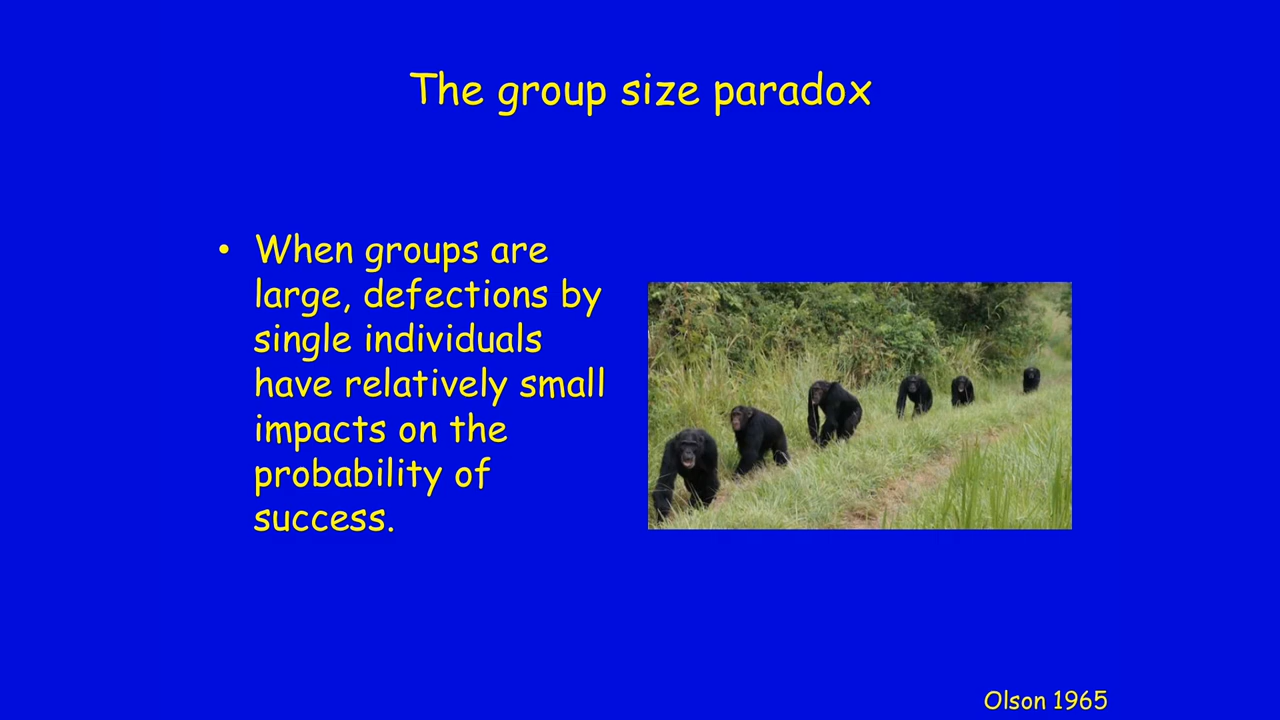 The group size paradox
• When groups are
large, defections by
single individuals
have relatively small
impacts on the
probability of
success.
Olson 1965